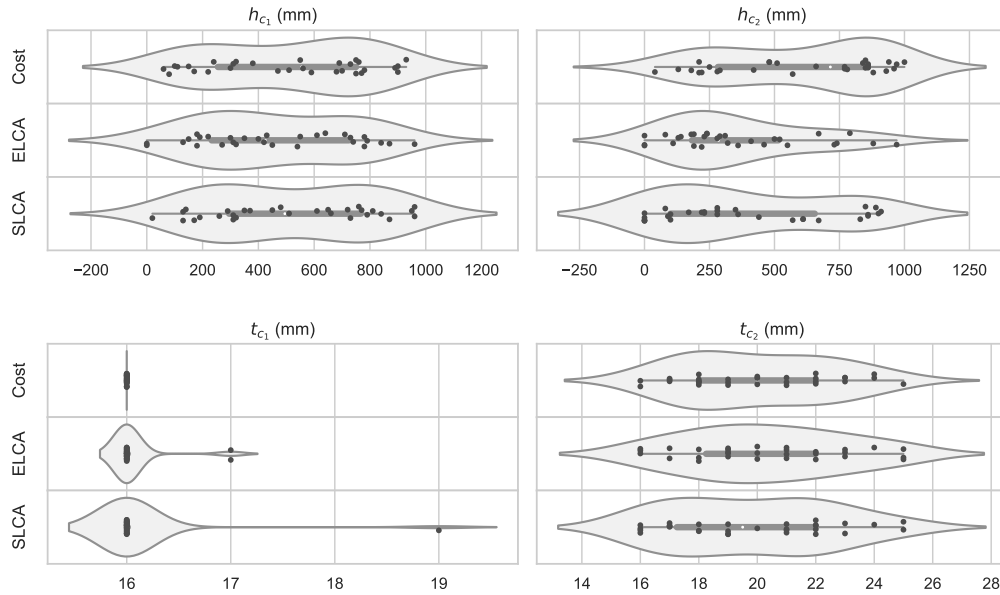 h_{c_1} (mm)
h_{c_2} (mm)
Cost
ELCA
SLCA
−200 0 200 400 600 800 1000 1200
−250 0 250 500 750 1000 1250
t_{c_1} (mm)
t_{c_2} (mm)
Cost
ELCA
SLCA
16 17 18 19
14 16 18 20 22 24 26 28